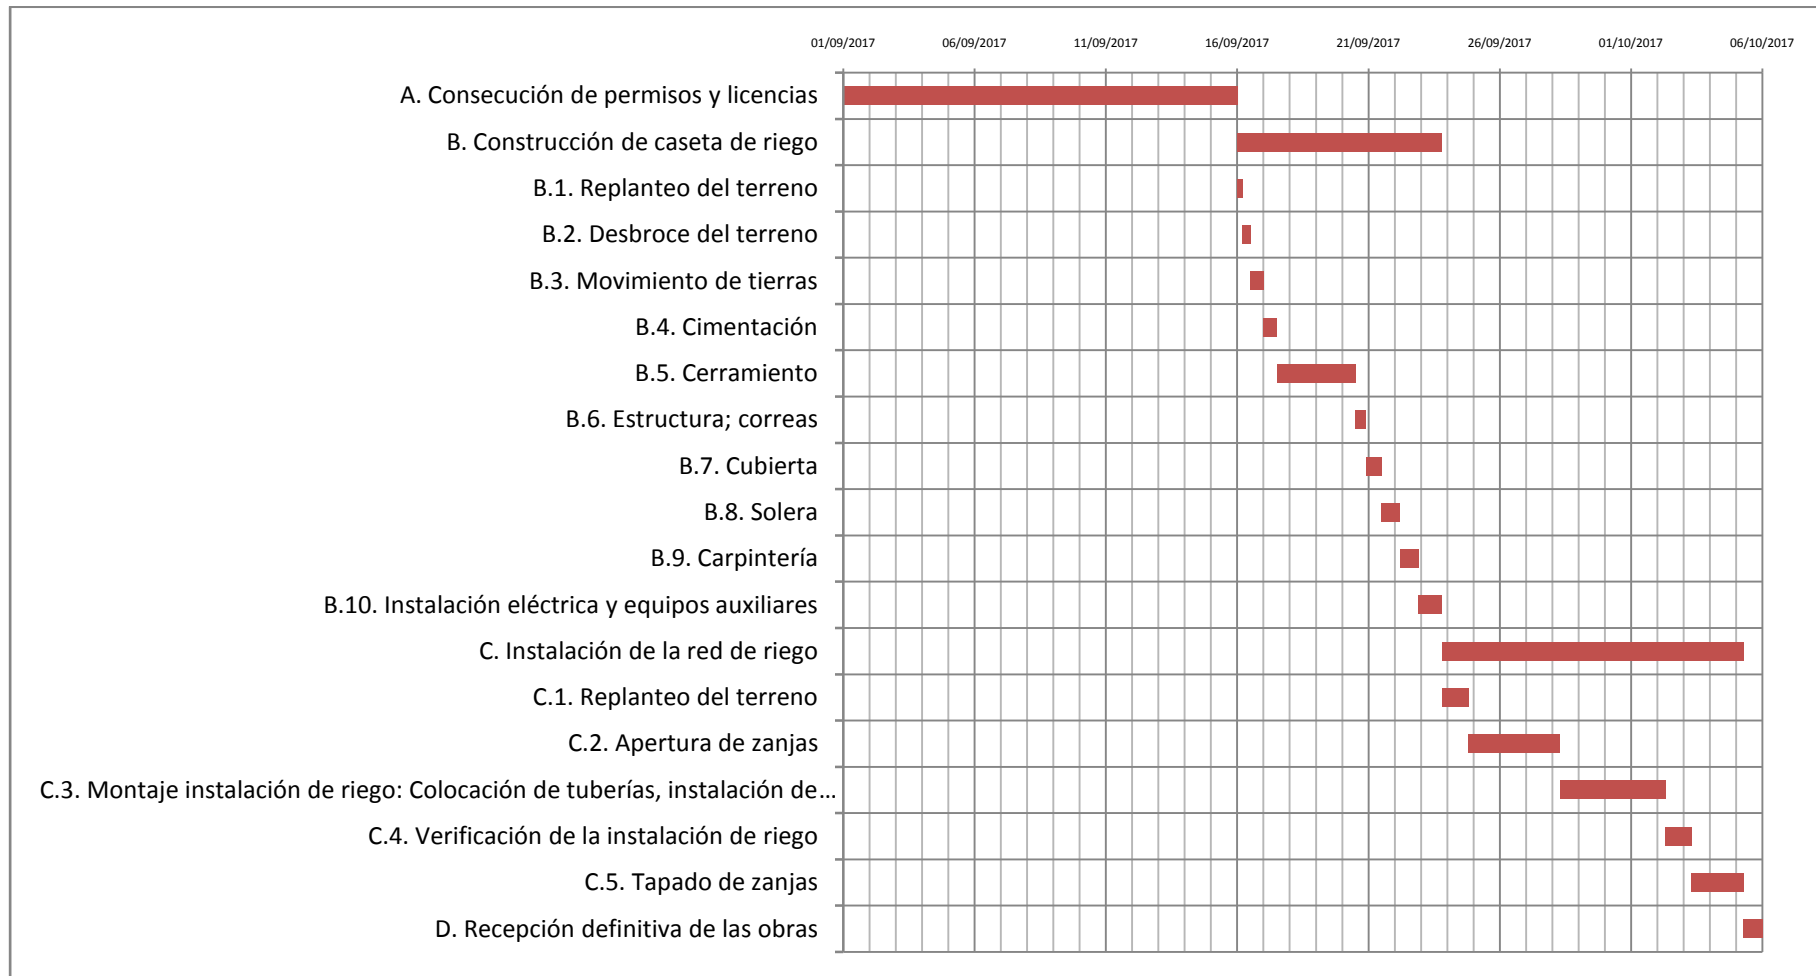 01/09/2017 06/09/2017 11/09/2017 16/09/2017 21/09/2017 26/09/2017 01/10/2017 06/10/2017
A. Consecución de permisos y licencias
B. Construcción de caseta de riego
B.1. Replanteo del terreno
B.2. Desbroce del terreno
B.3. Movimiento de tierras
B.4. Cimentación
B.5. Cerramiento
B.6. Estructura; correas
B.7. Cubierta
B.8. Solera
B.9. Carpintería
B.10. Instalación eléctrica y equipos auxiliares
C. Instalación de la red de riego
C.1. Replanteo del terreno
C.2. Apertura de zanjas
C.3. Montaje instalación de riego: Colocación de tuberías, instalación de...
C.4. Verificación de la instalación de riego
C.5. Tapado de zanjas
D. Recepción definitiva de las obras